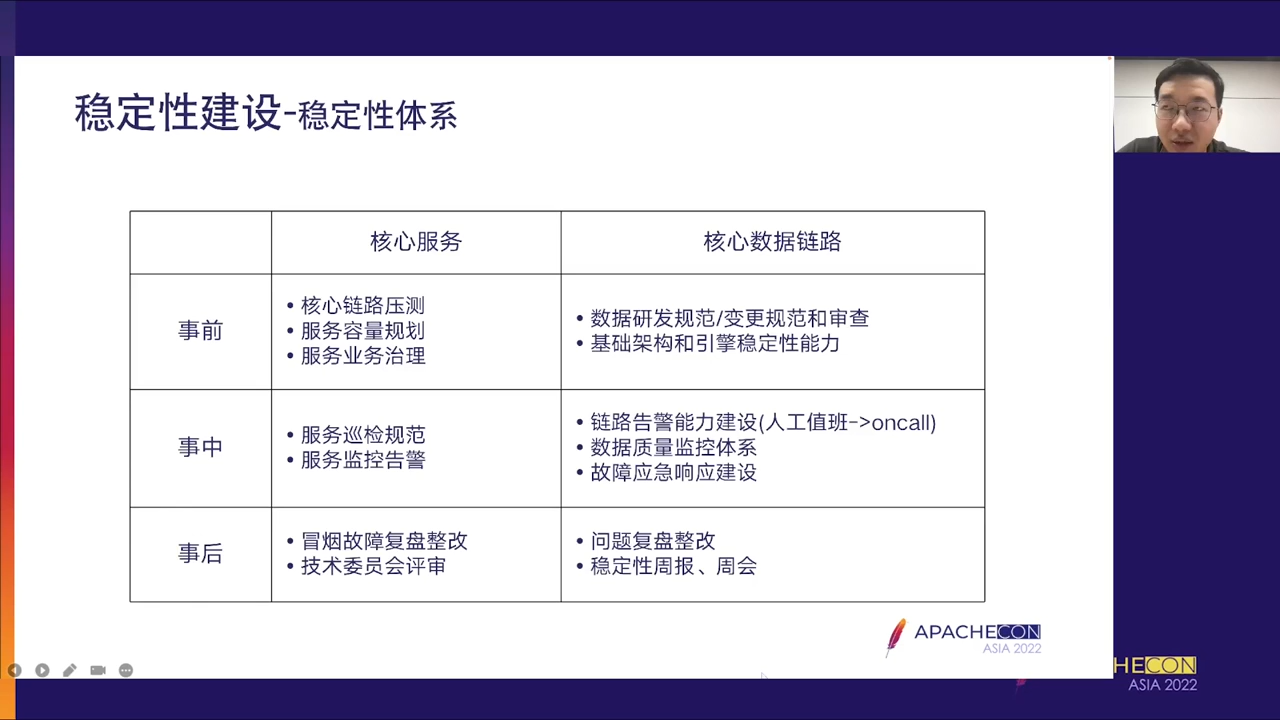 稳定性建设-稳定性体系
核心服务
核心数据链路
事前
• 核心链路压测
• 服务容量规划
• 服务业务治理
• 数据研发规范/变更规范和审查
• 基础架构和引擎稳定性能力
事中
• 服务巡检规范
• 服务监控告警
• 链路告警能力建设(人工值班->oncall)
• 数据质量监控体系
• 故障应急响应建设
事后
• 冒烟故障复盘整改
• 技术委员会评审
• 问题复盘整改
• 稳定性周报、周会
APACHECON
ASIA 2022
HECON
ASIA 2022